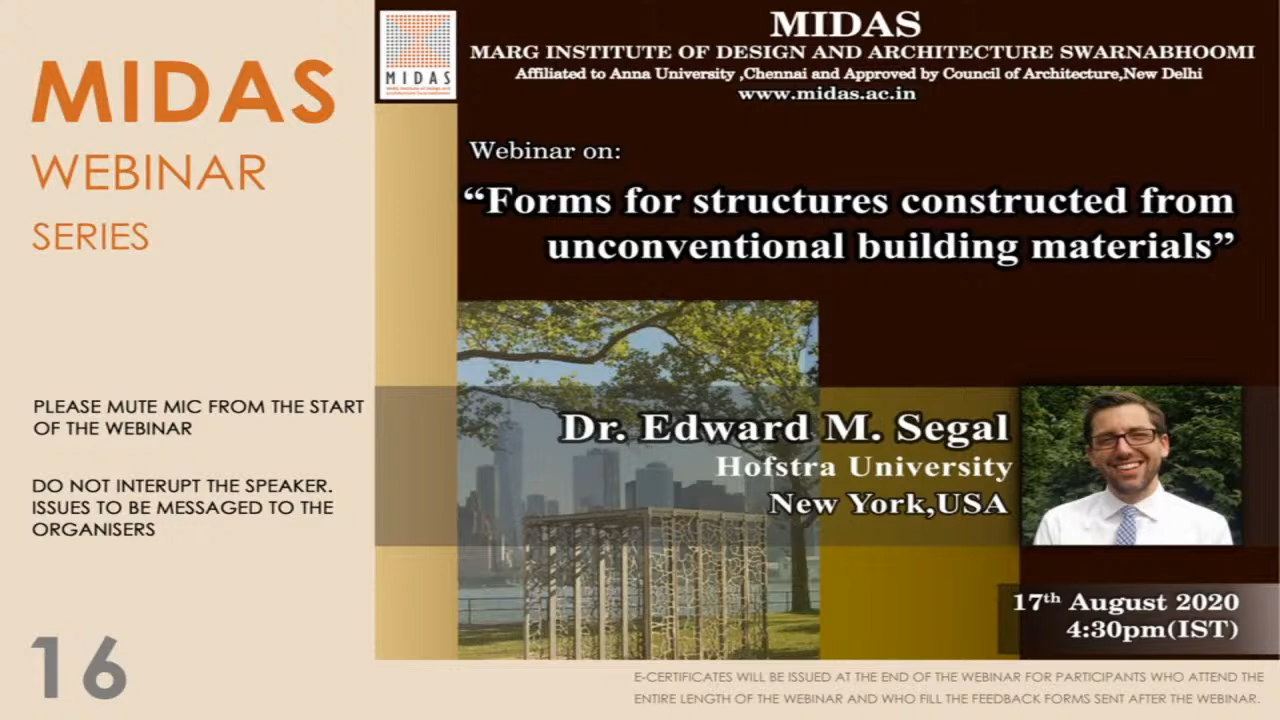 MIDAS
WEBINAR
SERIES
PLEASE MUTE MIC FROM THE START
OF THE WEBINAR
DO NOT INTERUPT THE SPEAKER.
ISSUES TO BE MESSAGED TO THE
ORGANISERS
16
MIDAS
MIDAS
MARG INSTITUTE OF DESIGN AND ARCHITECTURE SWARNABHOOMI
Affiliated to Anna University ,Chennai and Approved by Council of Architecture,New Delhi
www.midas.ac.in
Webinar on:
“Forms for structures constructed from
unconventional building materials”
Dr. Edward M. Segal
Hofstra University
New York,USA
17th August 2020
4:30pm(IST)
E-CERTIFICATES WILL BE ISSUED AT THE END OF THE WEBINAR FOR PARTICIPANTS WHO ATTEND THE
ENTIRE LENGTH OF THE WEBINAR AND WHO FILL THE FEEDBACK FORMS SENT AFTER THE WEBINAR.